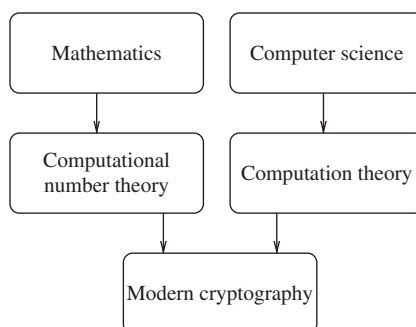 Mathematics
Computer science
Computational
number theory
Computation theory
Modern cryptography